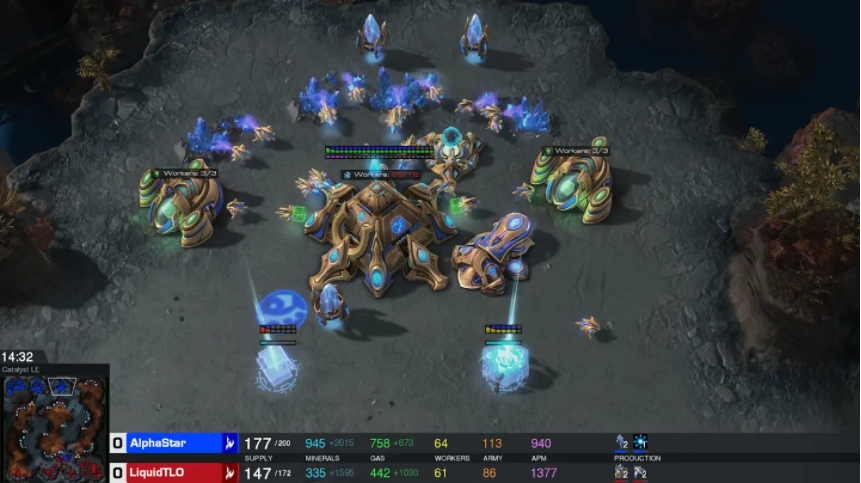 Workers: 3/3
Workers: 3/3
14:32
Catalyst LE
0 AlphaStar 177 /200 945 +2015 758 +873 64 113 940 2 1
SUPPLY MINERALS GAS WORKERS ARMY APM PRODUCTION
0 LiquidTLO 147 /172 335 +1595 442 +1030 61 86 1377 2 2